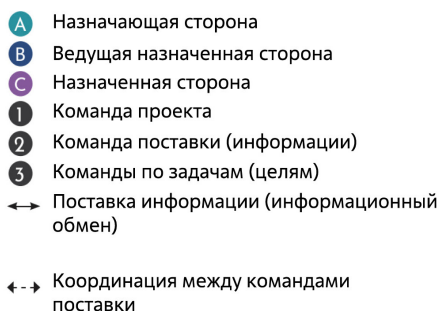 A Назначающая сторона
B Ведущая назначенная сторона
C Назначенная сторона
1 Команда проекта
2 Команда поставки (информации)
3 Команды по задачам (целям)
Поставка информации (информационный
обмен)
Координация между командами
поставки